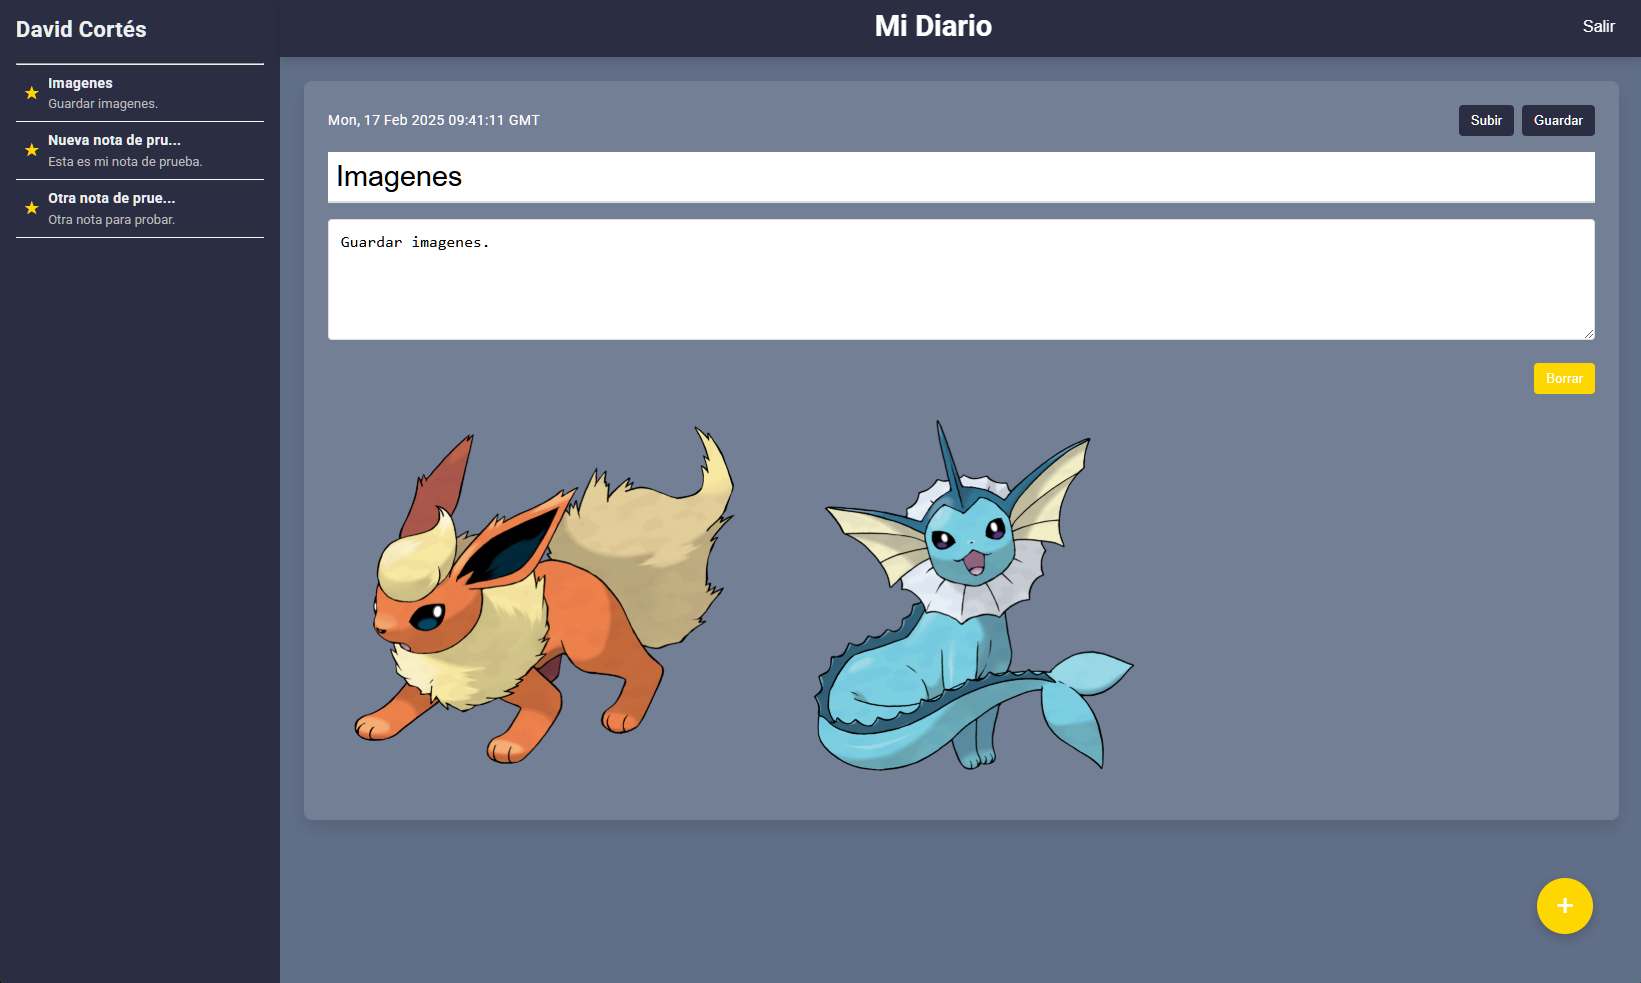 David Cortés
Mi Diario
Salir
Imagenes
Guardar imagenes.
Nueva nota de pru...
Esta es mi nota de prueba.
Otra nota de prue...
Otra nota para probar.
Mon, 17 Feb 2025 09:41:11 GMT
Subir
Guardar
Imagenes
Guardar imagenes.
Borrar
+